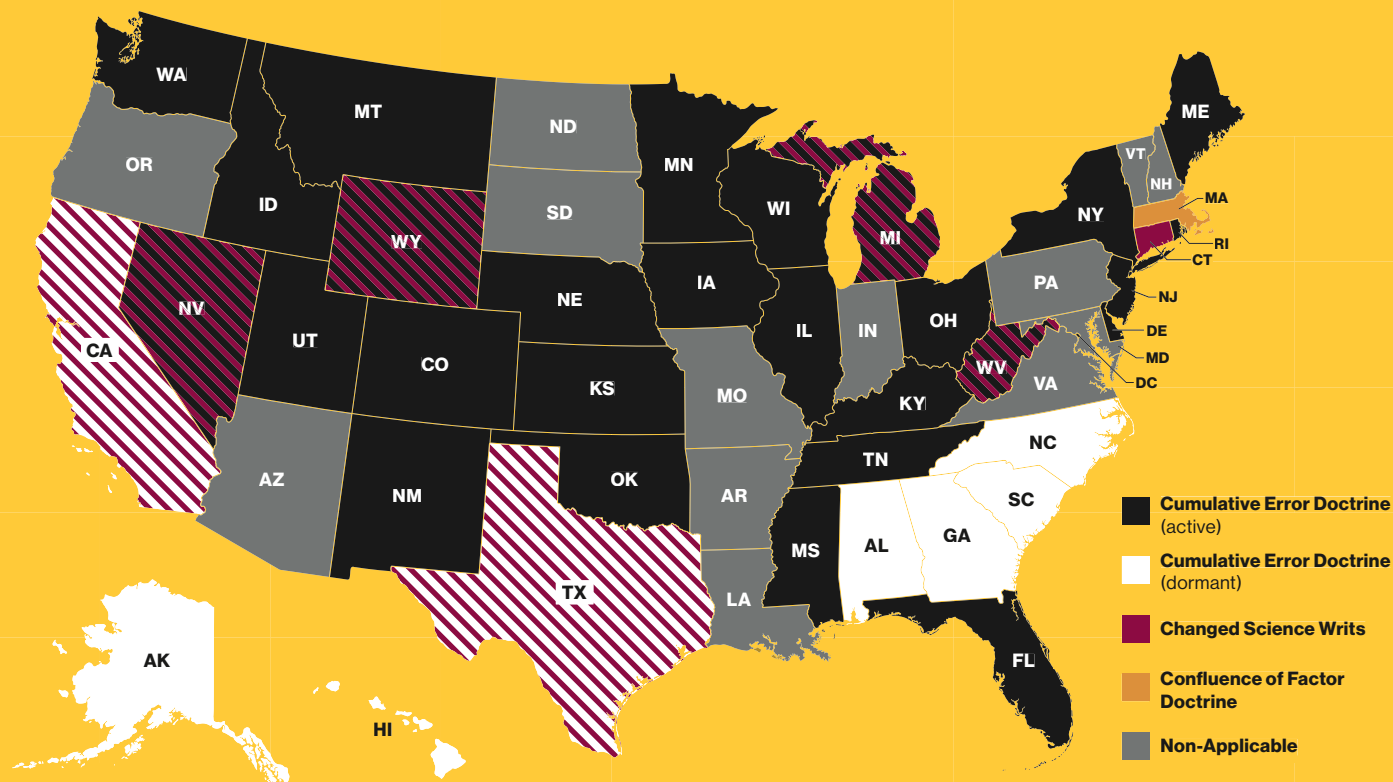 WA
MT
ND
MN
ME
OR
ID
SD
WI
VT
NH
MA
NY
RI
CT
WY
MI
NV
NE
IA
PA
NJ
UT
CO
IL
IN
OH
DE
MD
DC
CA
KS
MO
WV
VA
KY
AZ
NM
OK
AR
TN
NC
SC
TX
LA
MS
AL
GA
FL
AK
HI
Cumulative Error Doctrine
(active)
Cumulative Error Doctrine
(dormant)
Changed Science Writs
Confluence of Factor
Doctrine
Non-Applicable